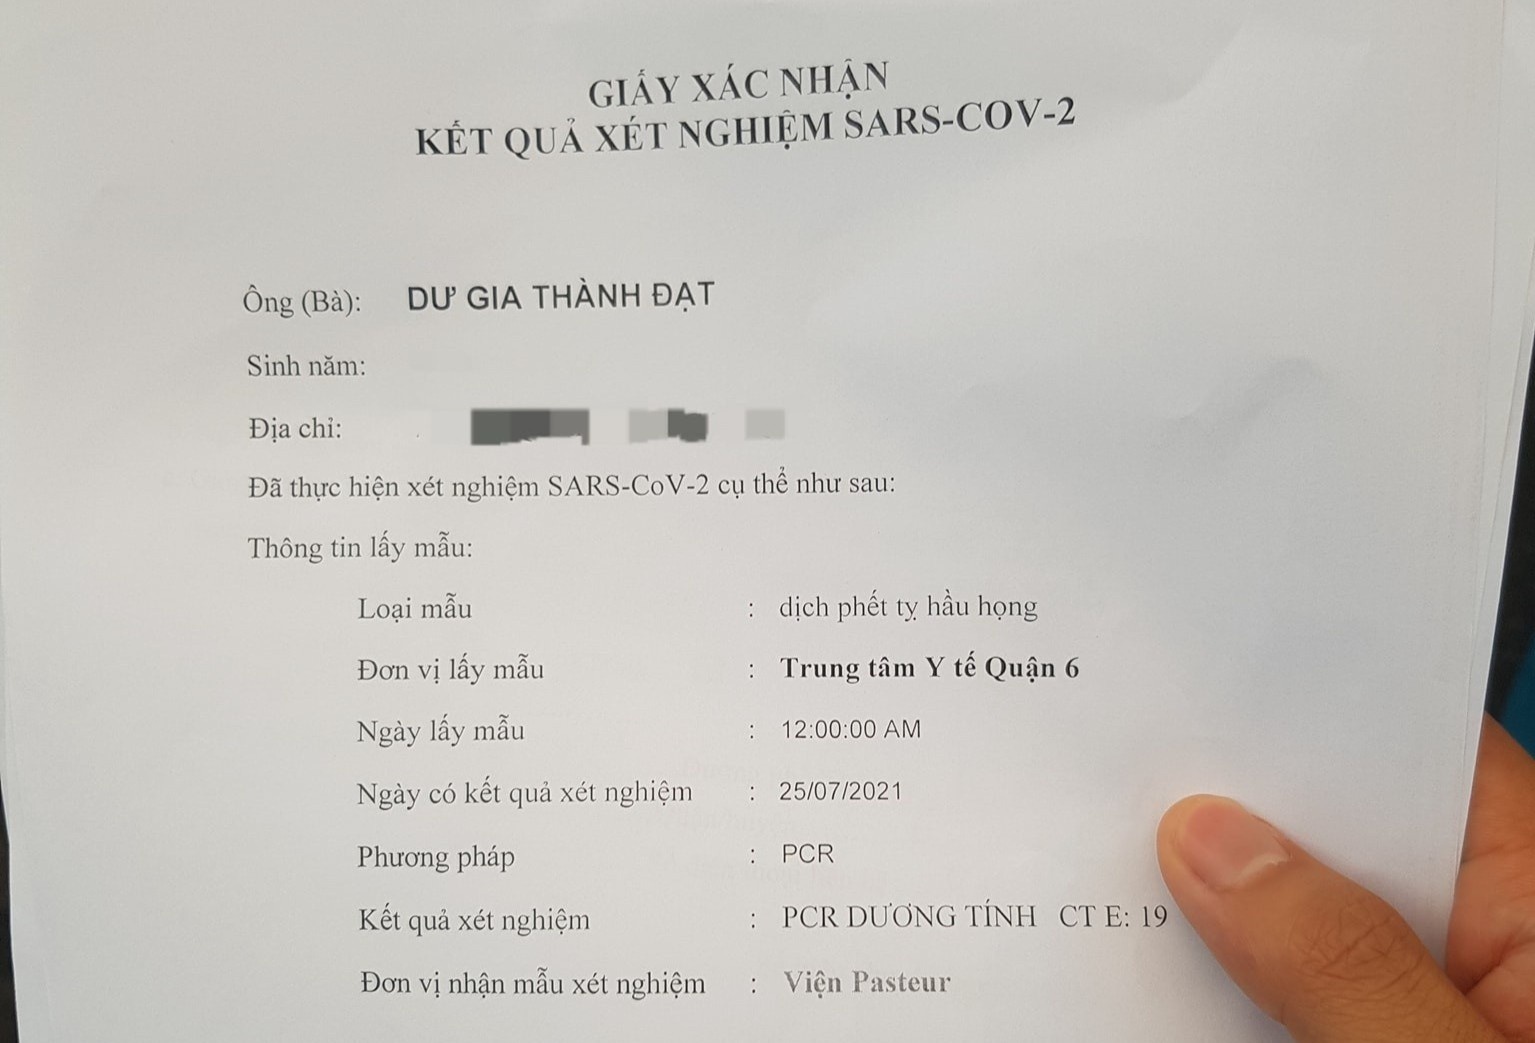 GIẤY XÁC NHẬN
KẾT QUẢ XÉT NGHIỆM SARS-COV-2
Ông (Bà): DƯ GIA THÀNH ĐẠT
Sinh năm:
Địa chỉ:
Đã thực hiện xét nghiệm SARS-CoV-2 cụ thể như sau:
Thông tin lấy mẫu:
Loại mẫu : dịch phết tỵ hầu họng
Đơn vị lấy mẫu : Trung tâm Y tế Quận 6
Ngày lấy mẫu : 12:00:00 AM
Ngày có kết quả xét nghiệm : 25/07/2021
Phương pháp : PCR
Kết quả xét nghiệm : PCR DƯƠNG TÍNH CT E: 19
Đơn vị nhận mẫu xét nghiệm : Viện Pasteur